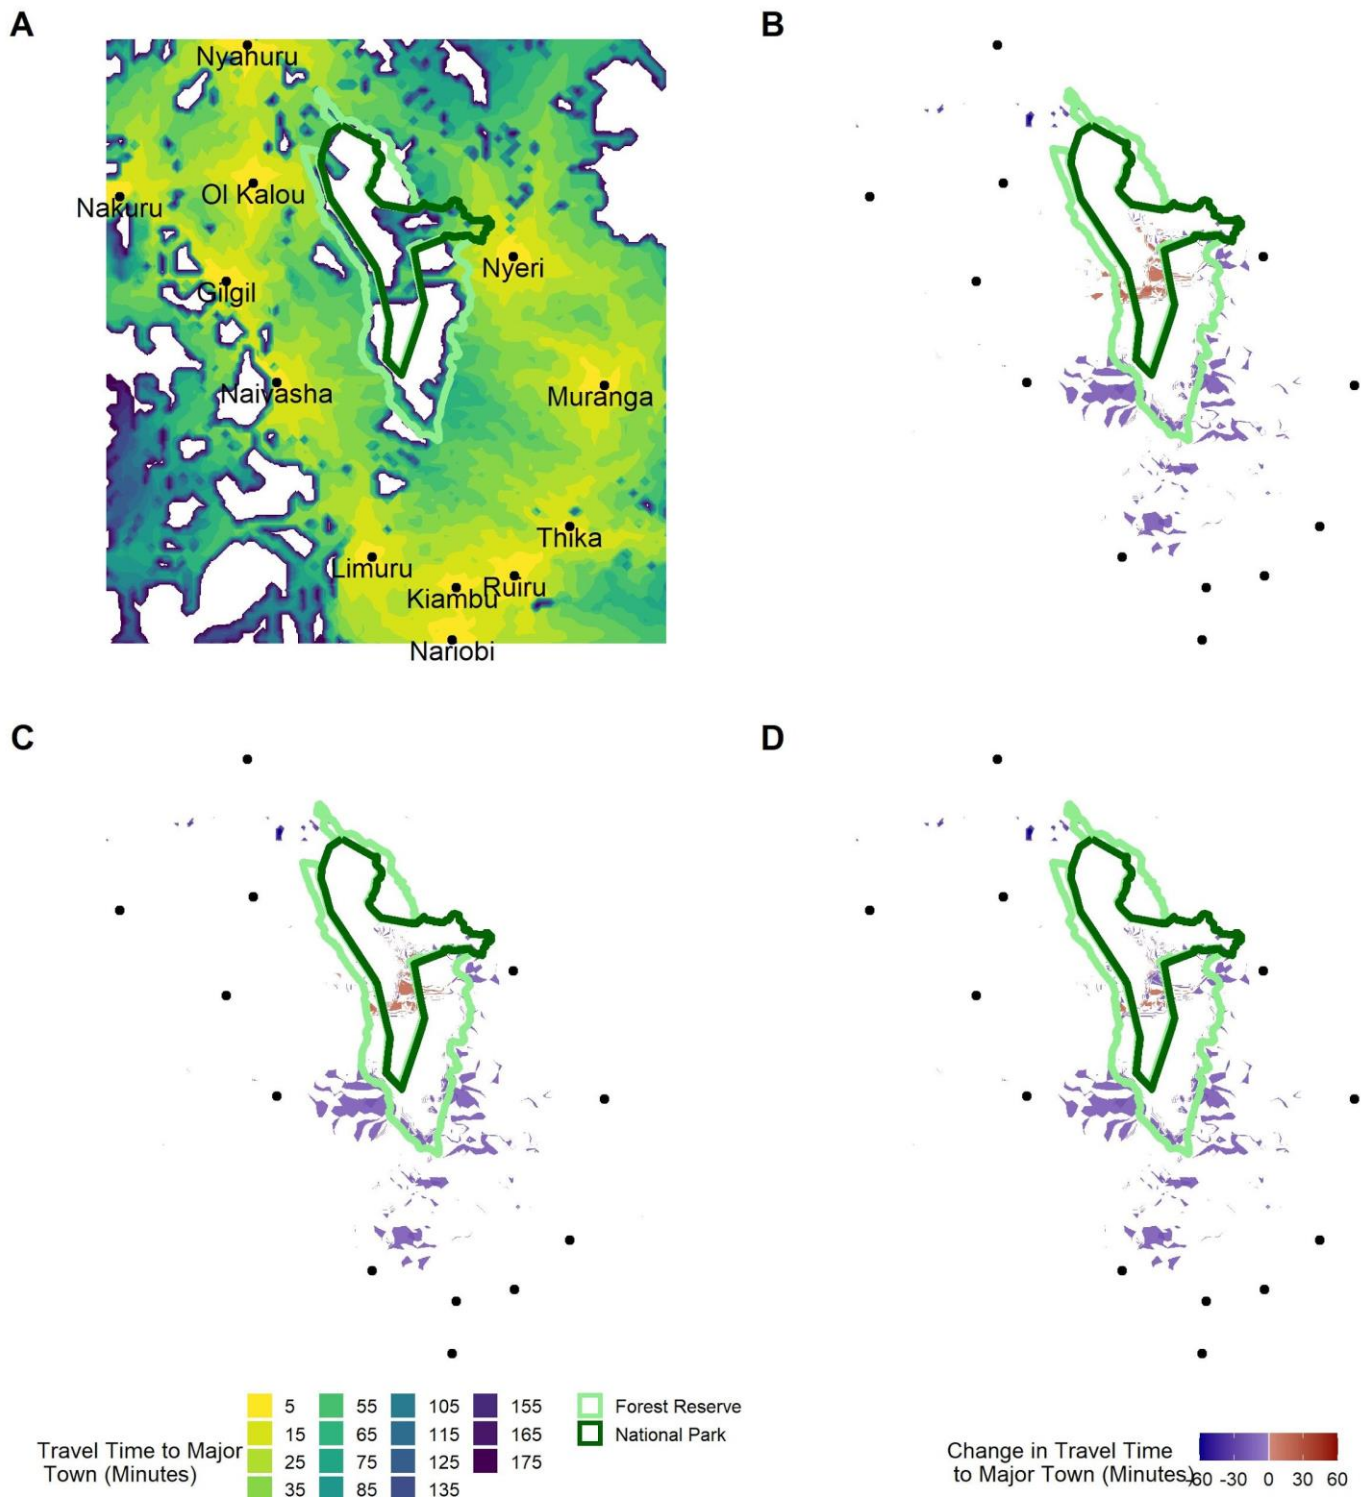 A
B
Nyahuru
Nakuru
Ol Kalou
Nyeri
Gilgil
Naivasha
Muranga
Thika
Limuru
Ruiru
Kiambu
Nariobi
C
D
Travel Time to Major
Town (Minutes)
5 55 105 155
15 65 115 165
25 75 125 175
35 85 135
Forest Reserve
National Park
Change in Travel Time
to Major Town (Minutes)
-60 -30 0 30 60